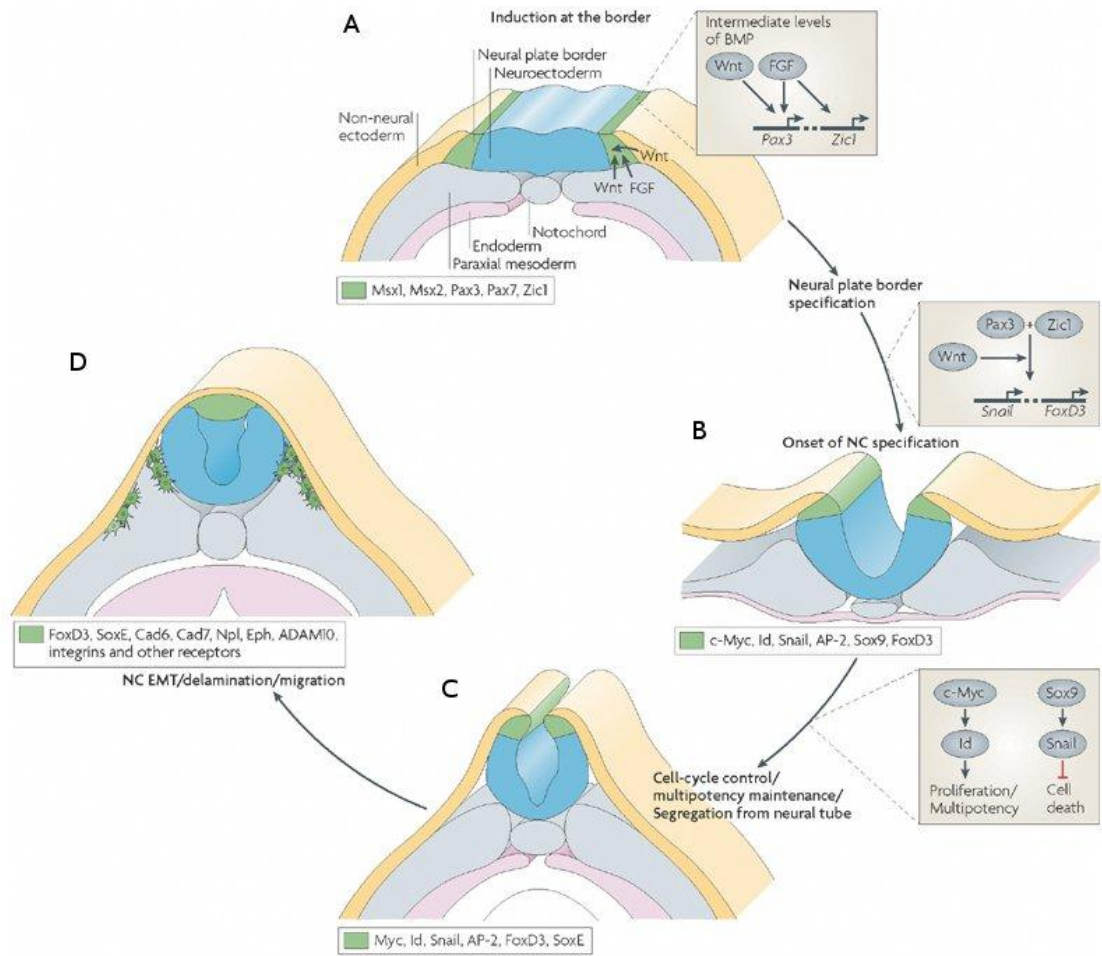 A
Induction at the border
Neural plate border
Neuroectoderm
Non-neural
ectoderm
Wnt
Wnt
FGF
Notochord
Endoderm
Paraxial mesoderm
Msx1, Msx2, Pax3, Pax7, Zic1
Intermediate levels
of BMP
Wnt
FGF
Pax3
Zic1
Neural plate border
specification
Pax3
+
Zic1
Wnt
Snail
FoxD3
B
Onset of NC specification
c-Myc, Id, Snail, AP-2, Sox9, FoxD3
c-Myc
Sox9
Id
Snail
Proliferation/
Multipotency
Cell
death
Cell-cycle control/
multipotency maintenance/
Segregation from neural tube
C
Myc, Id, Snail, AP-2, FoxD3, SoxE
NC EMT/delamination/migration
D
FoxD3, SoxE, Cad6, Cad7, Npl, Eph, ADAM10,
integrins and other receptors